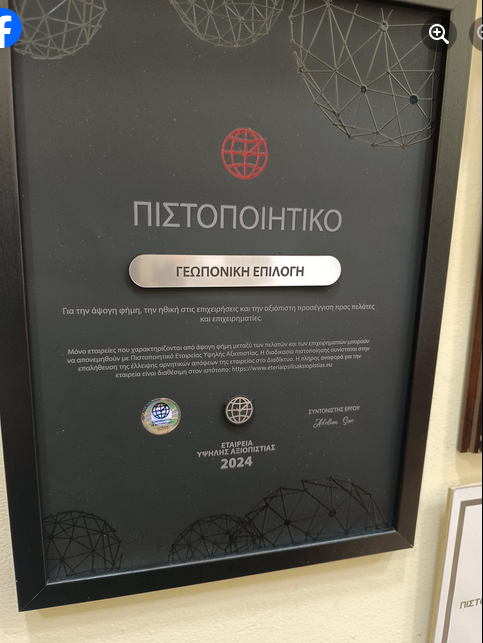 ΠΙΣΤΟΠΟΙΗΤΙΚΟ
ΓΕΩΠΟΝΙΚΗ ΕΠΙΛΟΓΗ
Για την άψογη φήμη, την ηθική στις επιχειρήσεις και την αξιόπιστη προσέγγιση προς πελάτες
και επιχειρηματίες.
Μόνο εταιρείες που χαρακτηρίζονται από άψογη φήμη μεταξύ των πελατών και των επιχειρηματιών μπορούν
να απονεμηθούν με Πιστοποιητικό Εταιρείας Υψηλής Αξιοπιστίας. Η διαδικασία πιστοποίησης συνίσταται στην
επαλήθευση της έλλειψης αρνητικών απόψεων της εταιρείας στο Διαδίκτυο. Η πλήρης αναφορά για την
εταιρεία είναι διαθέσιμη στον ιστότοπο: https://www.eteriaipsilisaksiopistias.eu
ΣΥΝΤΟΝΙΣΤΗΣ ΕΡΓΟΥ
ΕΤΑΙΡΕΙΑ
ΥΨΗΛΗΣ ΑΞΙΟΠΙΣΤΙΑΣ
2024
ΠΙΣΤΟ